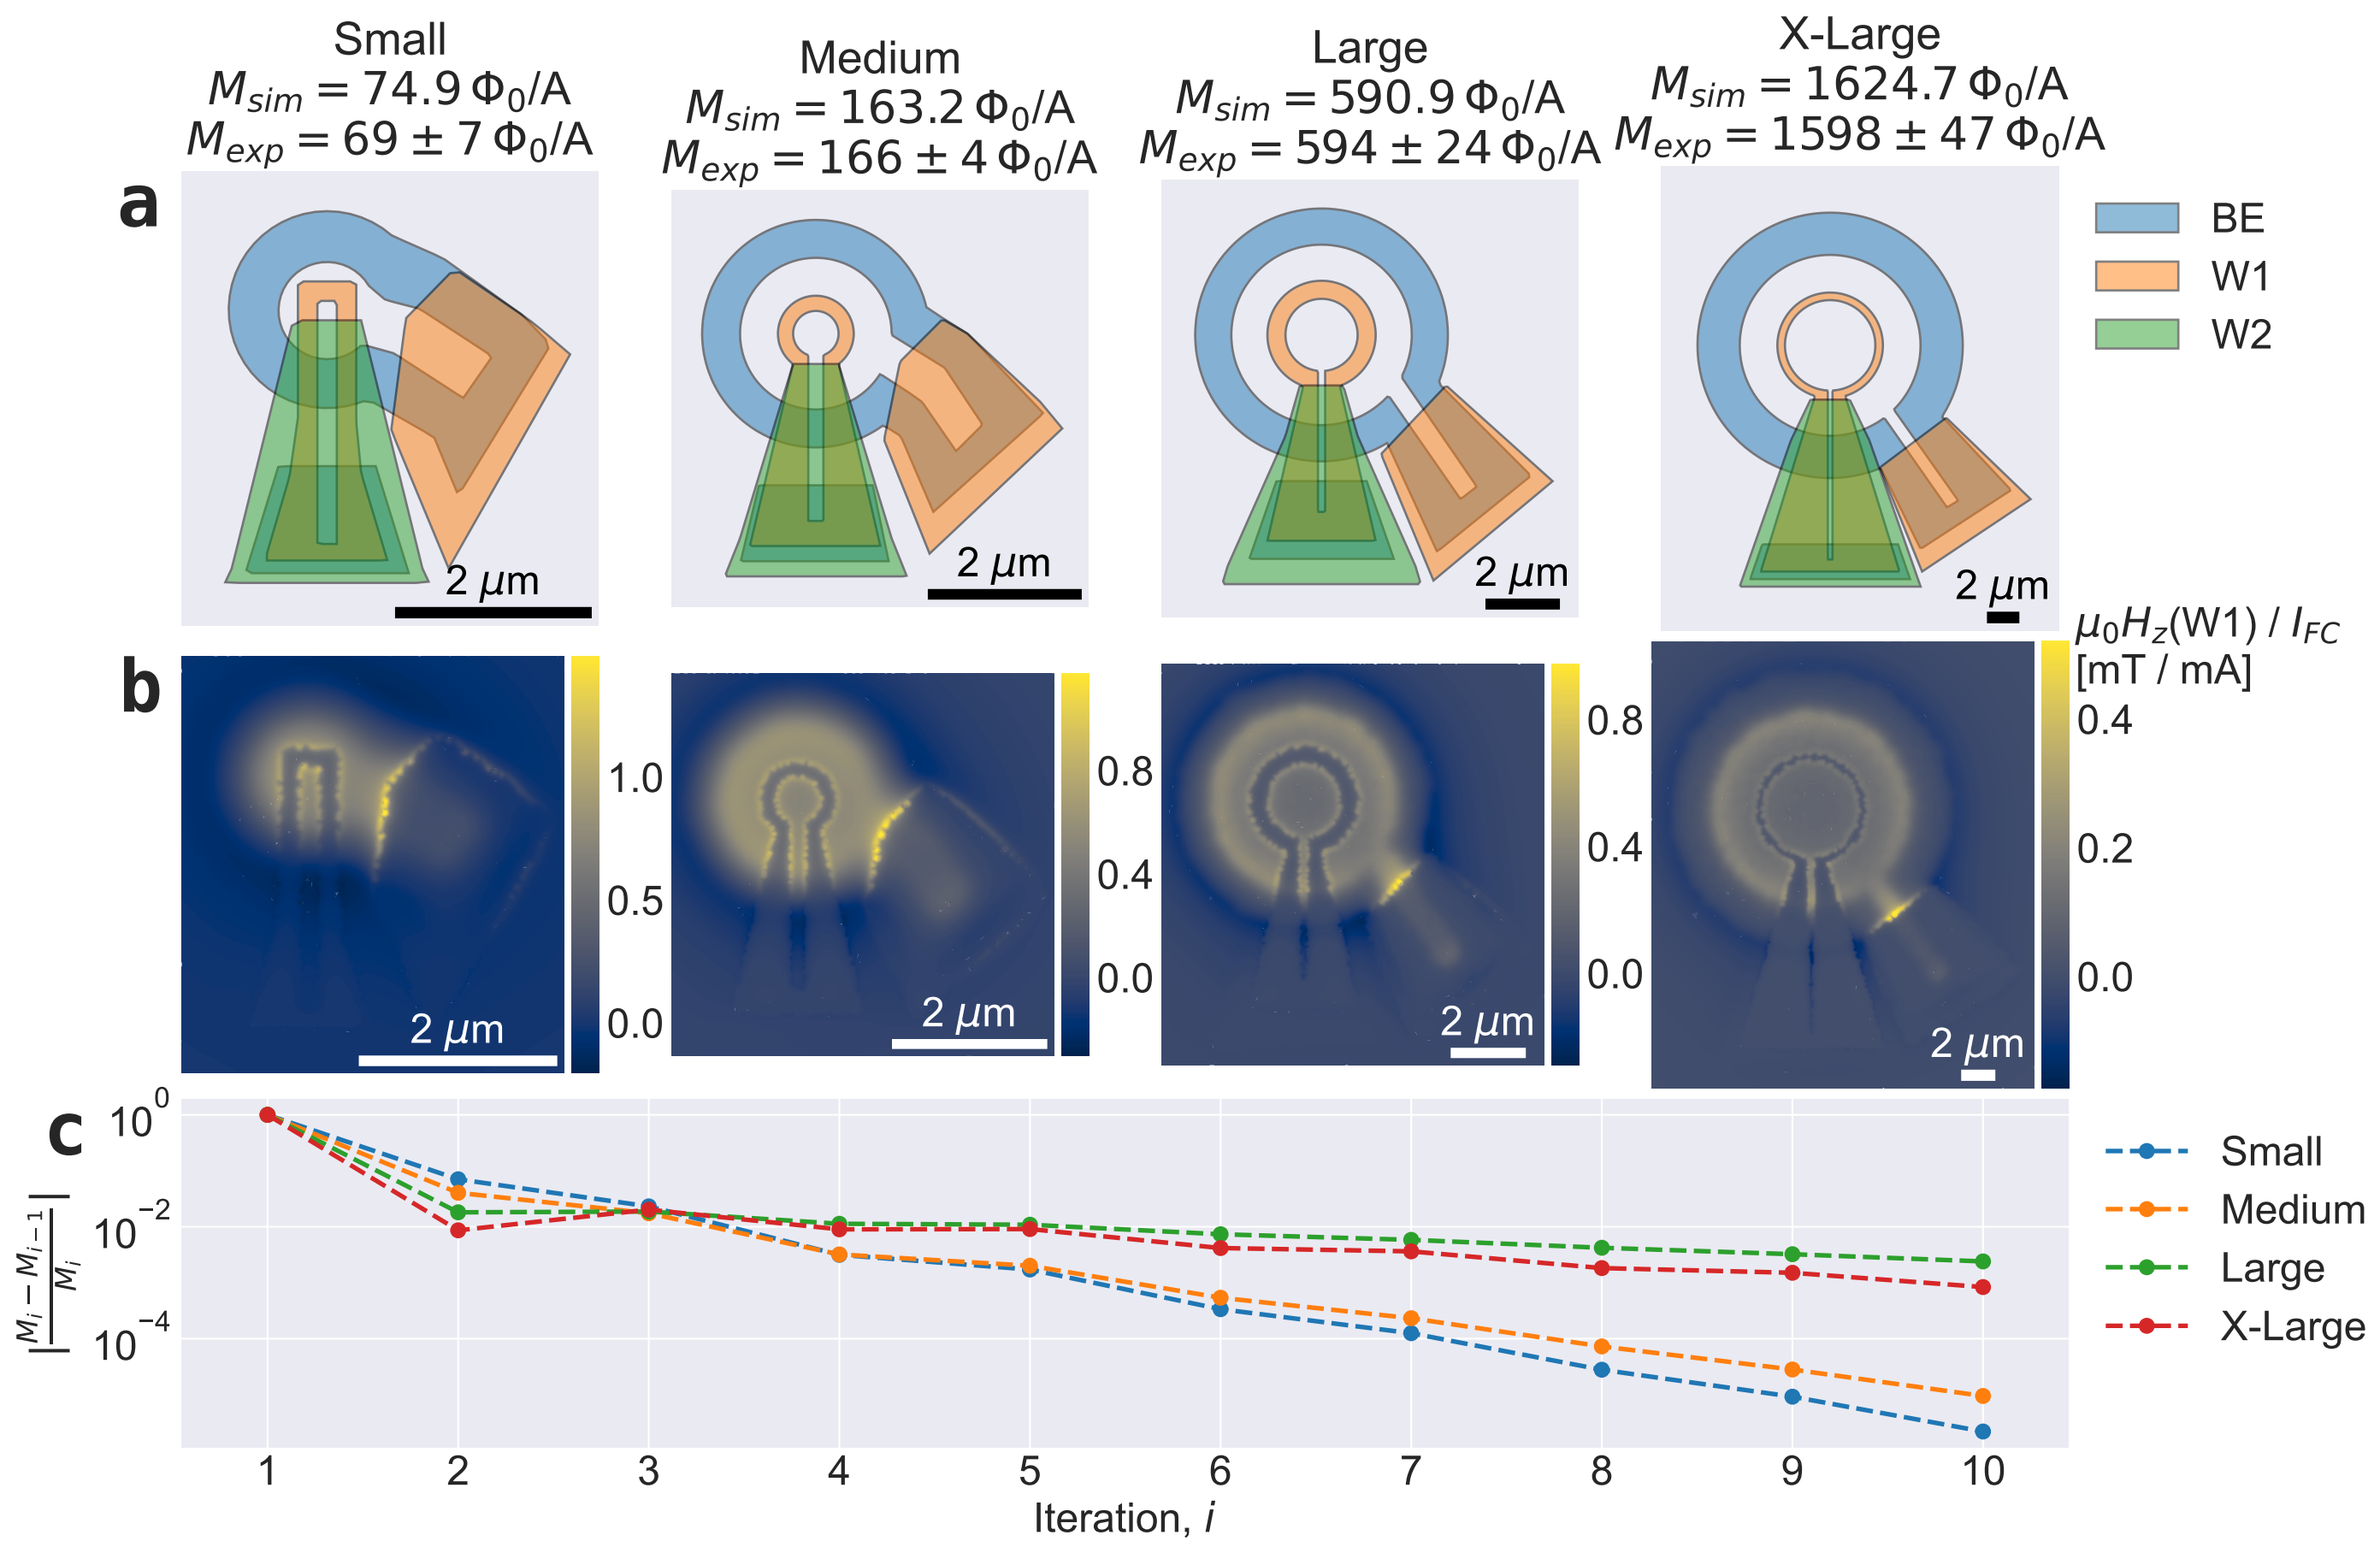 Small
M_sim = 74.9 Φ₀/A
M_exp = 69 ± 7 Φ₀/A
Medium
M_sim = 163.2 Φ₀/A
M_exp = 166 ± 4 Φ₀/A
Large
M_sim = 590.9 Φ₀/A
M_exp = 594 ± 24 Φ₀/A
X-Large
M_sim = 1624.7 Φ₀/A
M_exp = 1598 ± 47 Φ₀/A
a
2 μm
2 μm
2 μm
2 μm
BE
W1
W2
b
2 μm
1.0
0.5
0.0
2 μm
0.8
0.4
0.0
2 μm
0.8
0.4
0.0
2 μm
μ₀H_z(W1) / I_FC
[mT / mA]
0.4
0.2
0.0
c
|(M_i − M_{i−1}) / M_i|
10⁰
10⁻²
10⁻⁴
1 2 3 4 5 6 7 8 9 10
Iteration, i
Small
Medium
Large
X-Large